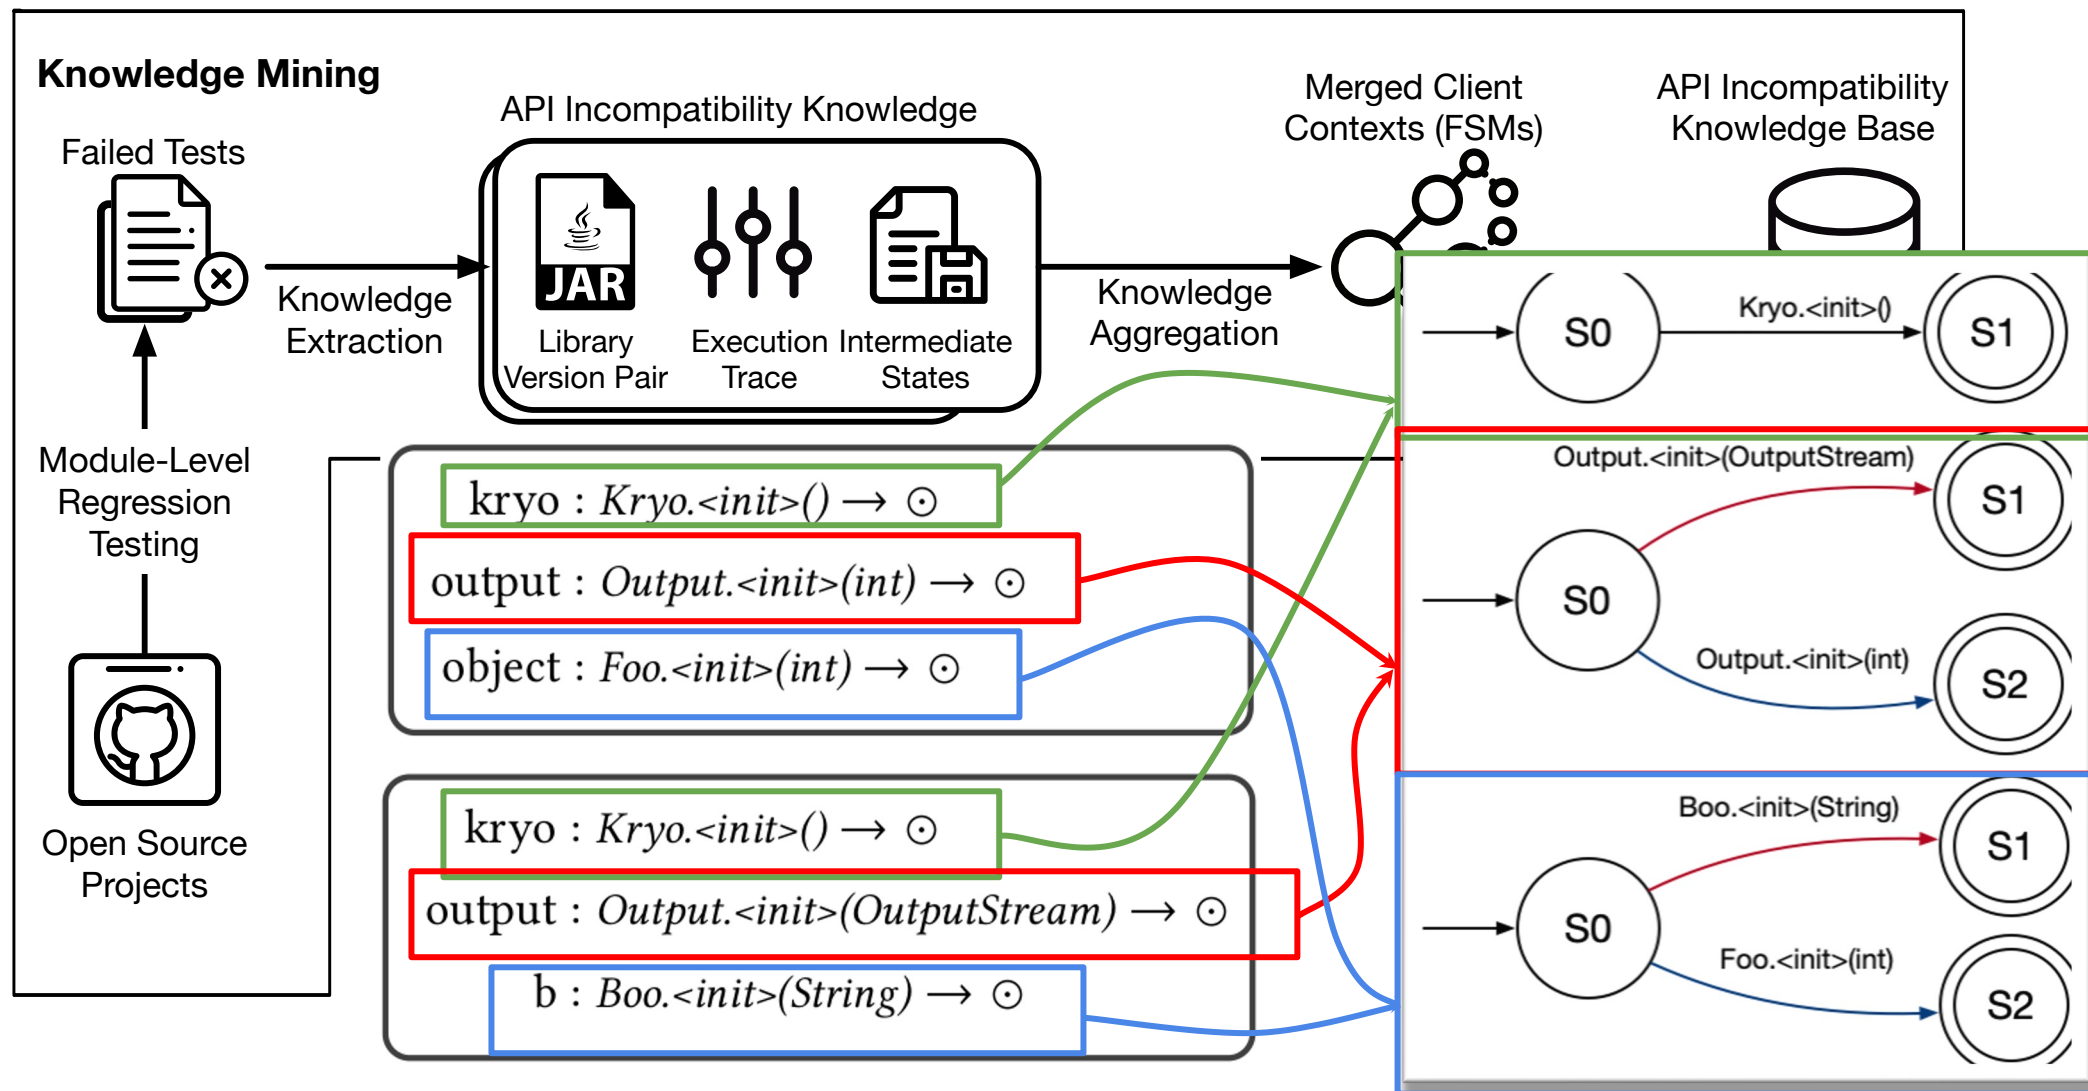 Knowledge Mining
Failed Tests
API Incompatibility Knowledge
Merged Client
Contexts (FSMs)
API Incompatibility
Knowledge Base
JAR
Library
Version Pair
Execution
Trace
Intermediate
States
Knowledge
Extraction
Knowledge
Aggregation
Module-Level
Regression
Testing
Open Source
Projects
kryo : Kryo.<init>() → ⊙
output : Output.<init>(int) → ⊙
object : Foo.<init>(int) → ⊙
kryo : Kryo.<init>() → ⊙
output : Output.<init>(OutputStream) → ⊙
b : Boo.<init>(String) → ⊙
S0
Kryo.<init>()
S1
Output.<init>(OutputStream)
S1
S0
Output.<init>(int)
S2
Boo.<init>(String)
S1
S0
Foo.<init>(int)
S2